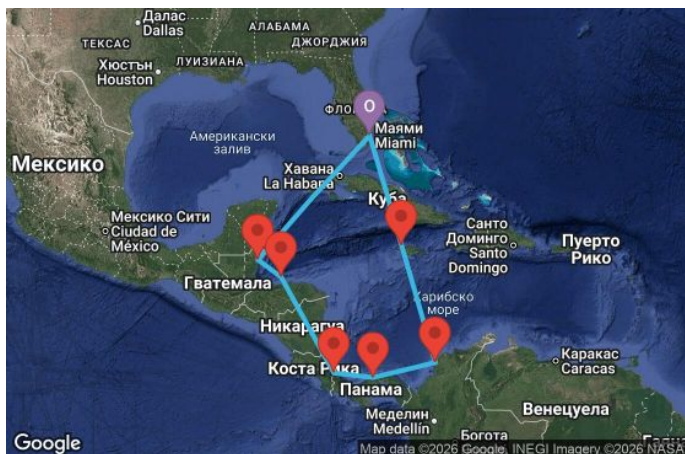 Далас
Dallas
АЛАБАМА
ТЕКСАС
ДЖОРДЖИЯ
Хюстън
Houston
ЛУИЗИАНА
O
Маями
Miami
Американски
залив
Мексико
Хавана
La Habana
Куба
Мексико Сити
Ciudad de
México
Санто
Доминго
Santo
Domingo
Пуерто
Рико
Гватемала
Карибско
море
Никарагуа
Коста Рика
Панама
Каракас
Caracas
Меделин
Medellín
Венецуела
Богота
Google
Map data ©2026 Google, INEGI Imagery ©2026 NASA